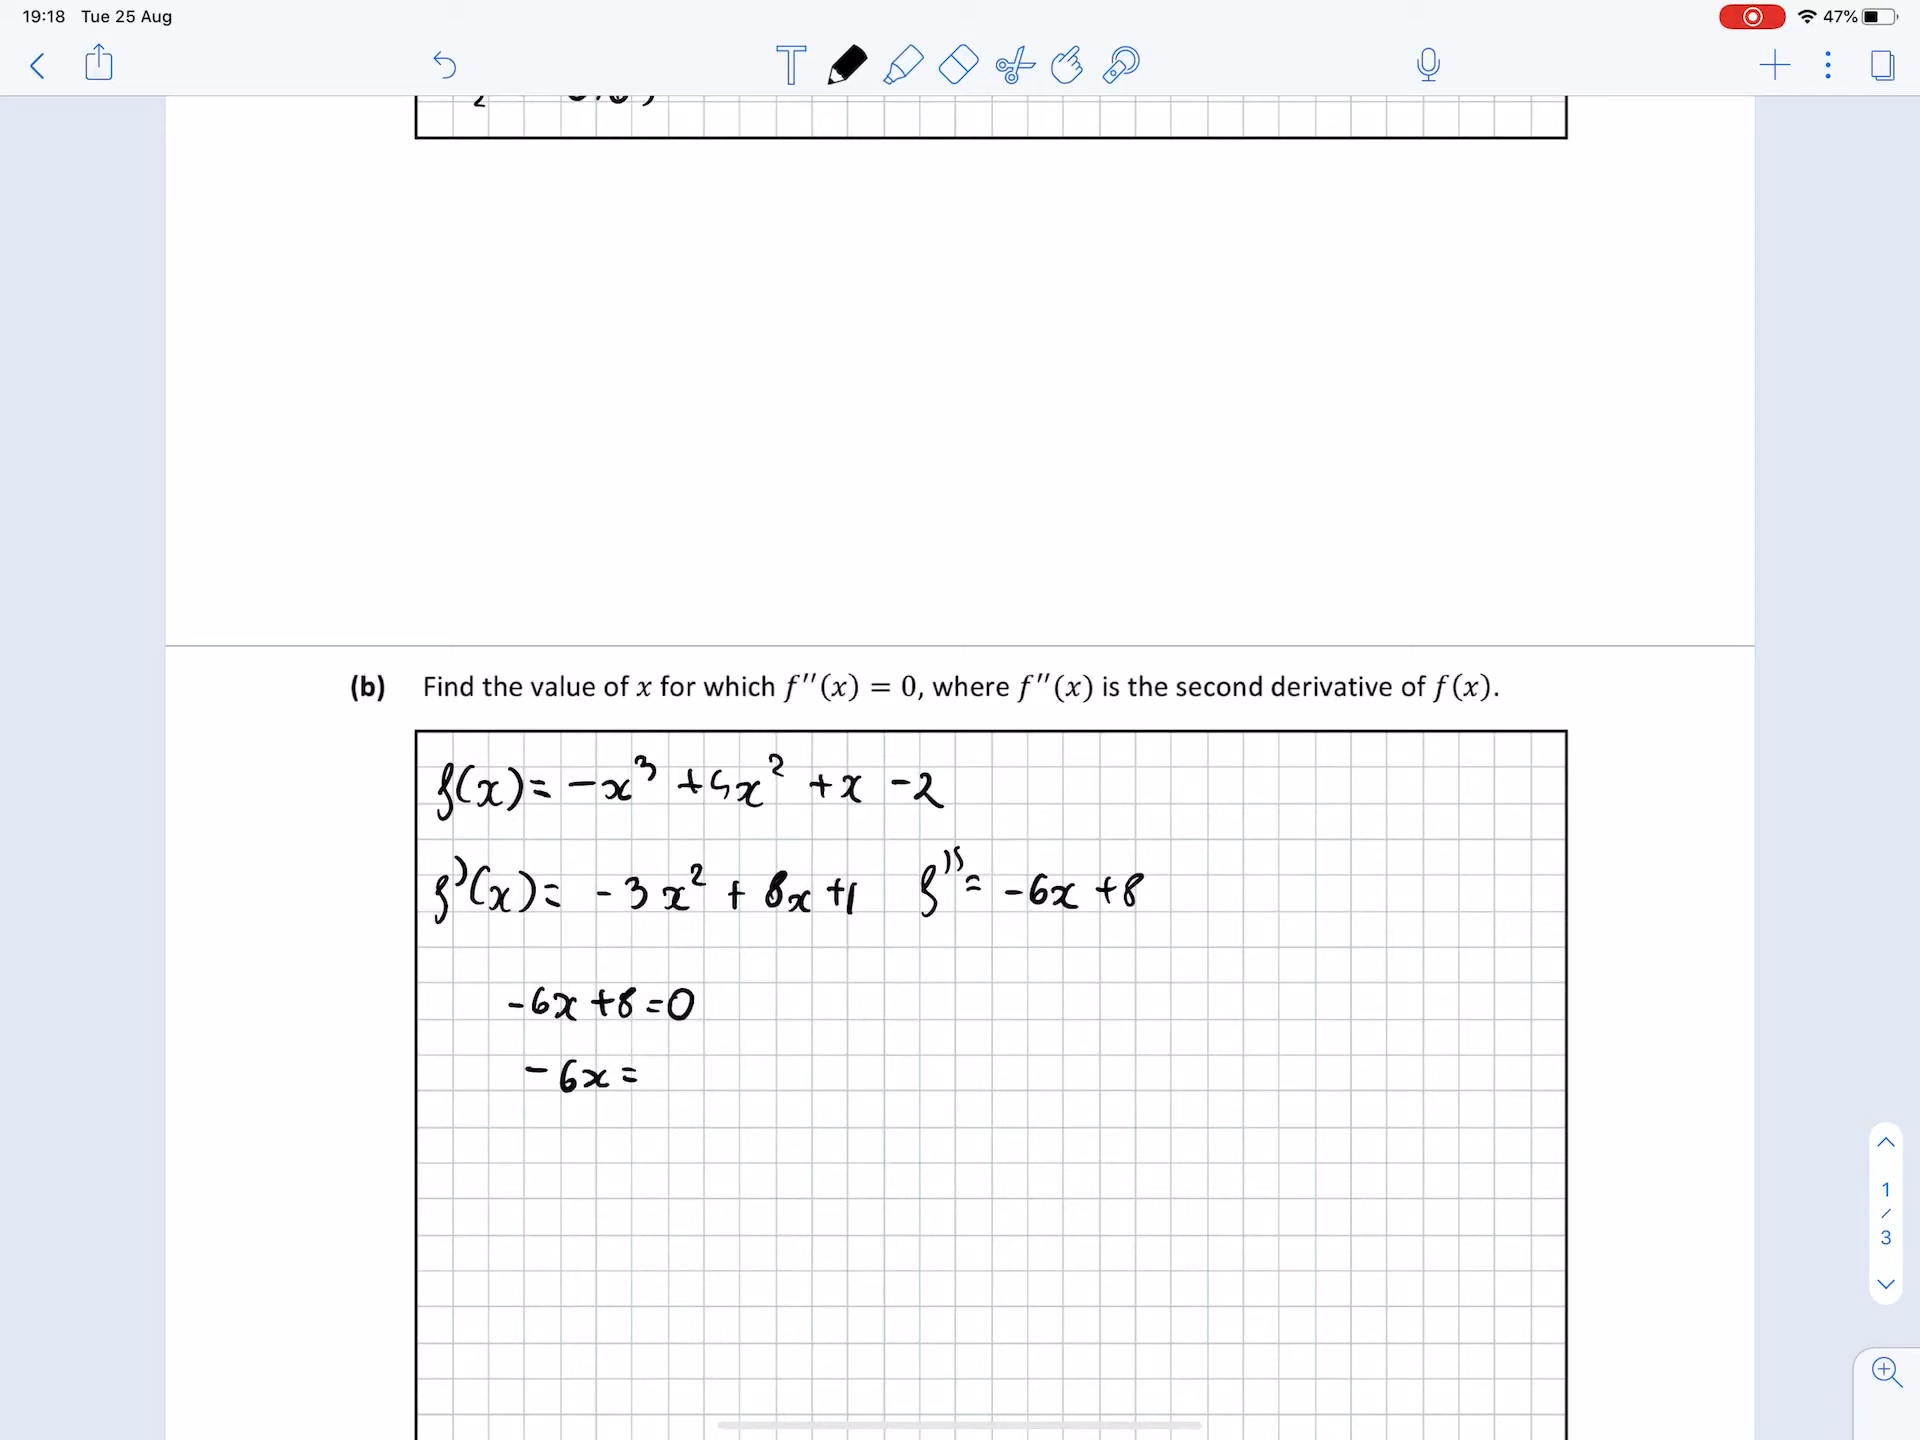 19:18 Tue 25 Aug
47%
T
(b) Find the value of x for which f''(x) = 0, where f''(x) is the second derivative of f(x).
f(x) = -x³ + 4x² + x - 2
f'(x) = -3x² + 8x + 1 f'' = -6x + 8
-6x + 8 = 0
-6x =
1
/
3